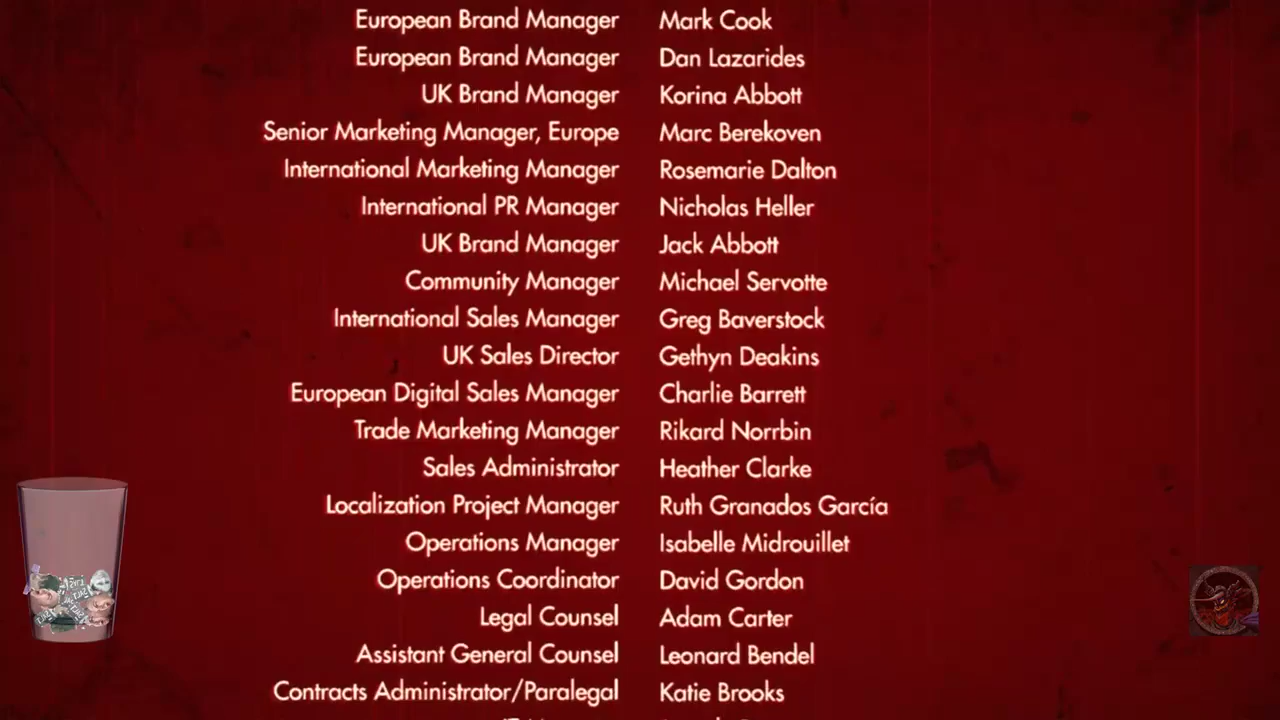 European Brand Manager Mark Cook
European Brand Manager Dan Lazarides
UK Brand Manager Korina Abbott
Senior Marketing Manager, Europe Marc Berekoven
International Marketing Manager Rosemarie Dalton
International PR Manager Nicholas Heller
UK Brand Manager Jack Abbott
Community Manager Michael Servotte
International Sales Manager Greg Baverstock
UK Sales Director Gethyn Deakins
European Digital Sales Manager Charlie Barrett
Trade Marketing Manager Rikard Norrbin
Sales Administrator Heather Clarke
Localization Project Manager Ruth Granados García
Operations Manager Isabelle Midrouillet
Operations Coordinator David Gordon
Legal Counsel Adam Carter
Assistant General Counsel Leonard Bendel
Contracts Administrator/Paralegal Katie Brooks